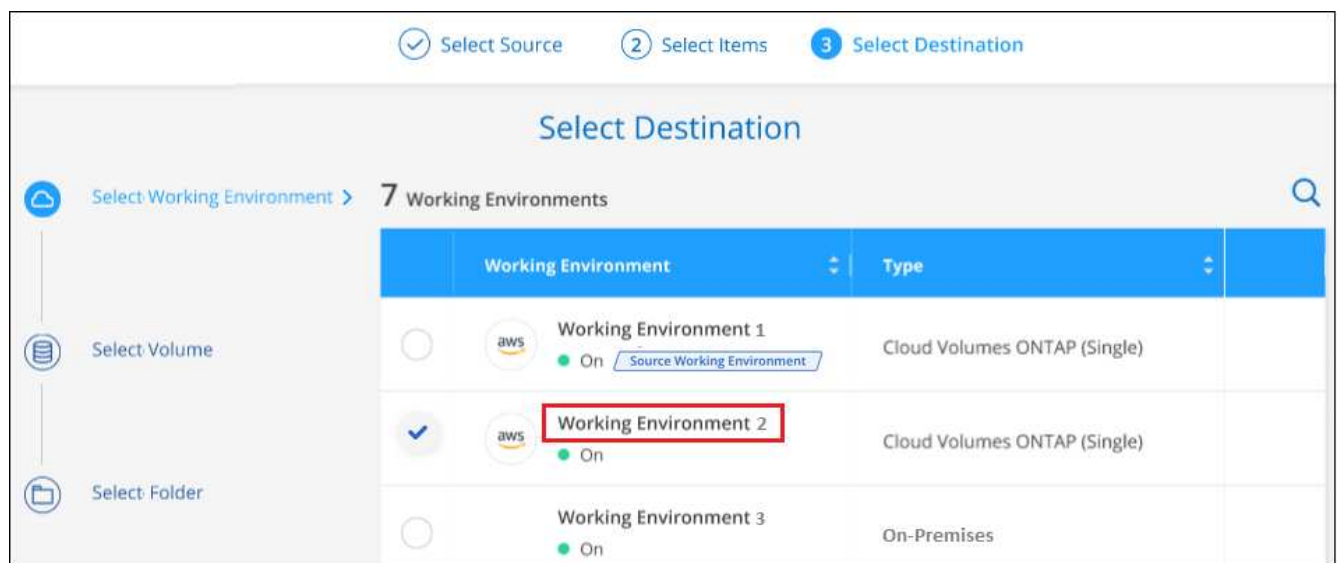 Select Source 2 Select Items 3 Select Destination
Select Destination
Select Working Environment >
7 Working Environments
Working Environment Type
aws Working Environment 1 Cloud Volumes ONTAP (Single)
On Source Working Environment
Select Volume
aws Working Environment 2 Cloud Volumes ONTAP (Single)
On
Select Folder
Working Environment 3 On-Premises
On